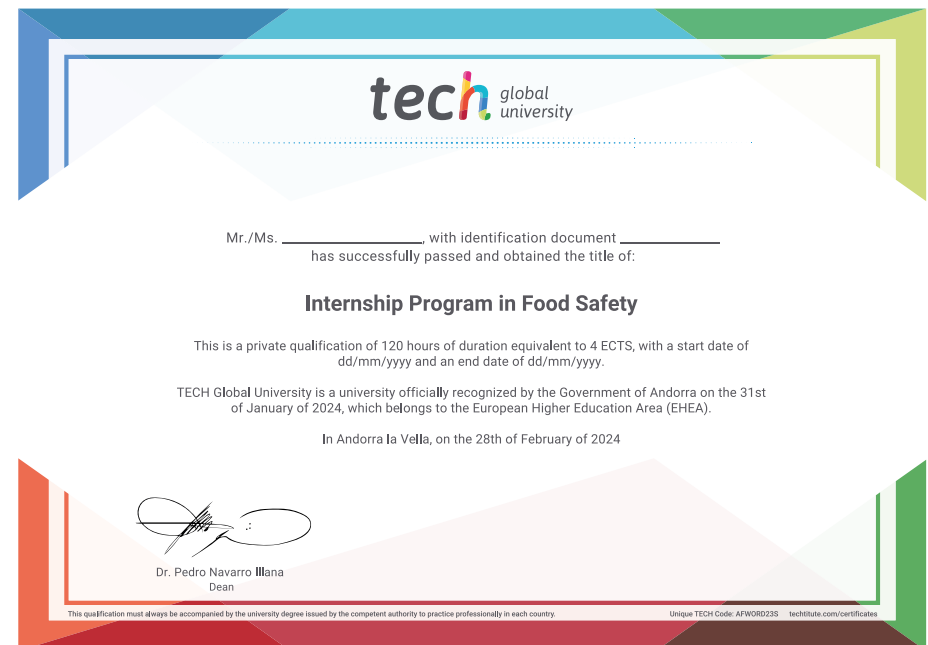 tech global
university
Mr./Ms. ____________________, with identification document ______________
has successfully passed and obtained the title of:
Internship Program in Food Safety
This is a private qualification of 120 hours of duration equivalent to 4 ECTS, with a start date of
dd/mm/yyyy and an end date of dd/mm/yyyy.
TECH Global University is a university officially recognized by the Government of Andorra on the 31st
of January of 2024, which belongs to the European Higher Education Area (EHEA).
In Andorra la Vella, on the 28th of February of 2024
Dr. Pedro Navarro Illana
Dean
This qualification must always be accompanied by the university degree issued by the competent authority to practice professionally in each country. Unique TECH Code: AFWORD23S techtitute.com/certificates